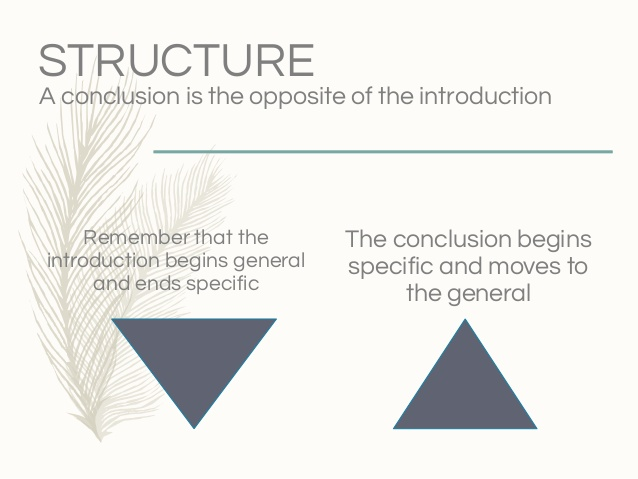 STRUCTURE
A conclusion is the opposite of the introduction
Remember that the
introduction begins general
and ends specific
The conclusion begins
specific and moves to
the general